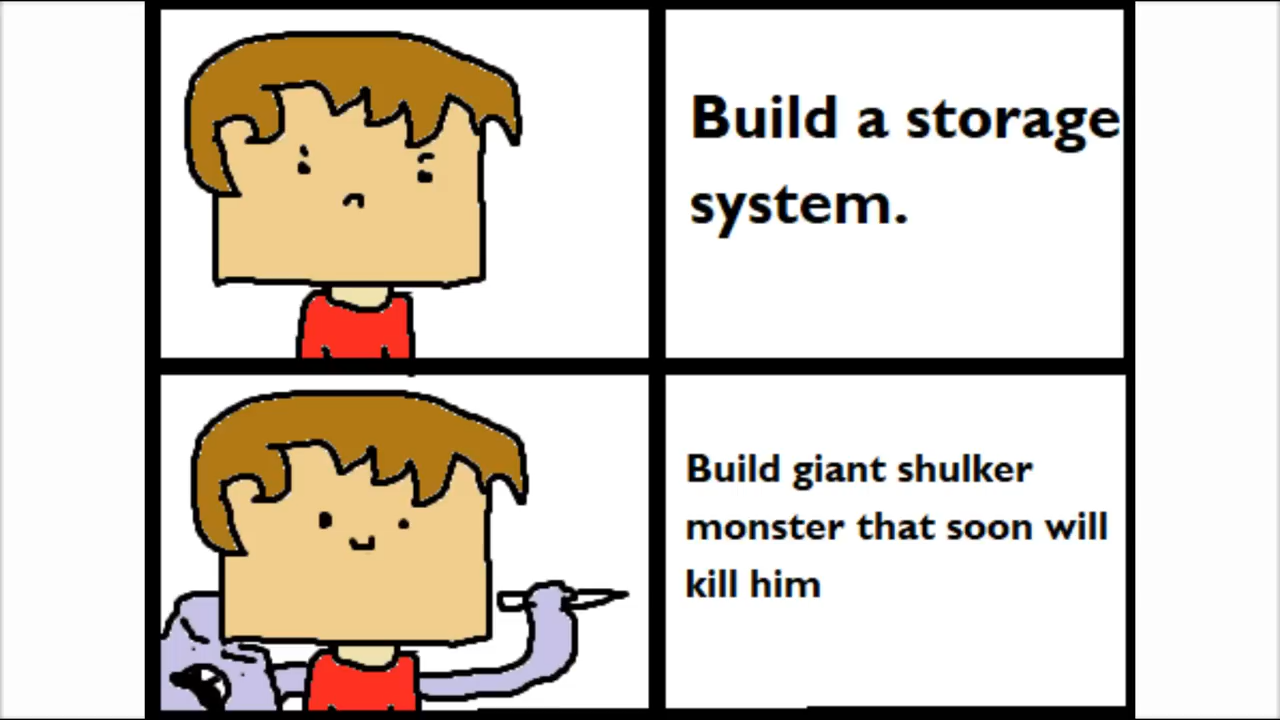 Build a storage
system.
Build giant shulker
monster that soon will
kill him